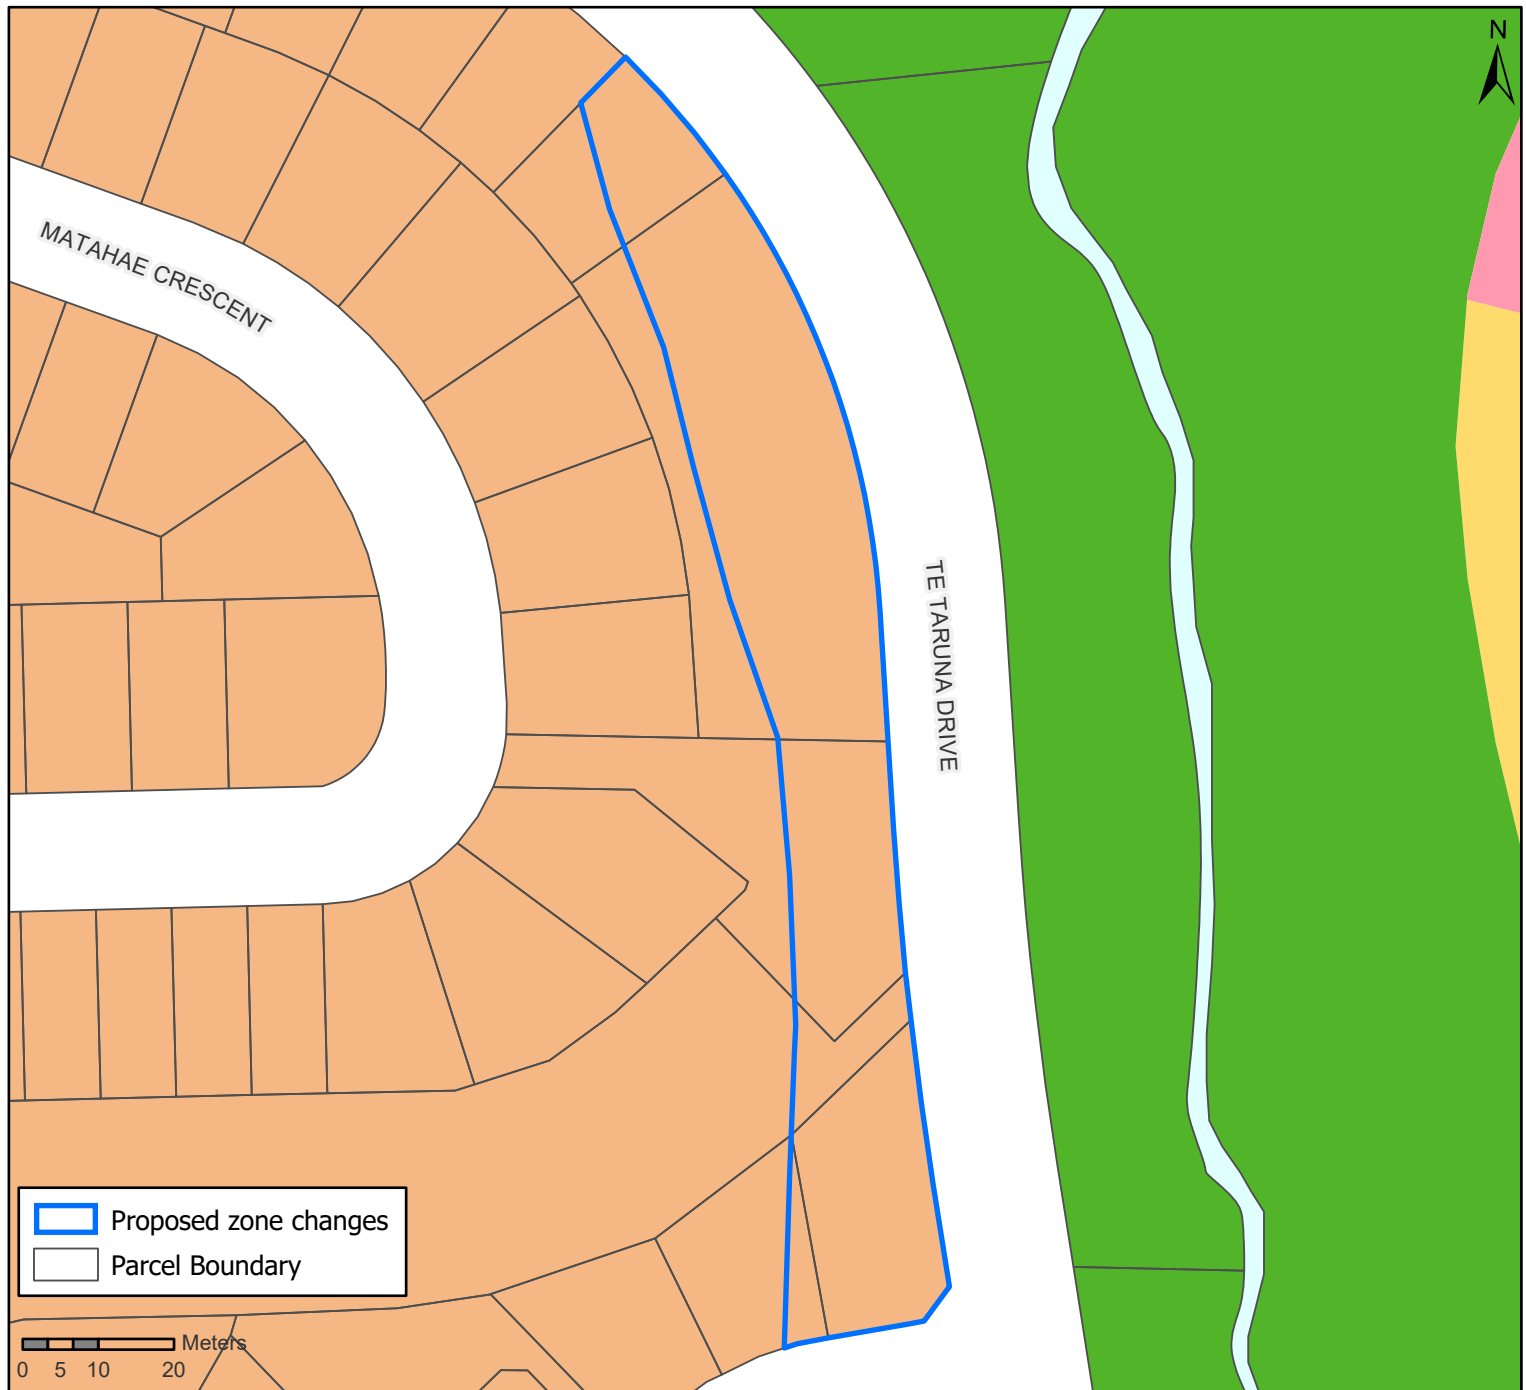 N
MATAHAE CRESCENT
TE TARUNA DRIVE
Proposed zone changes
Parcel Boundary
Meters
0 5 10 20